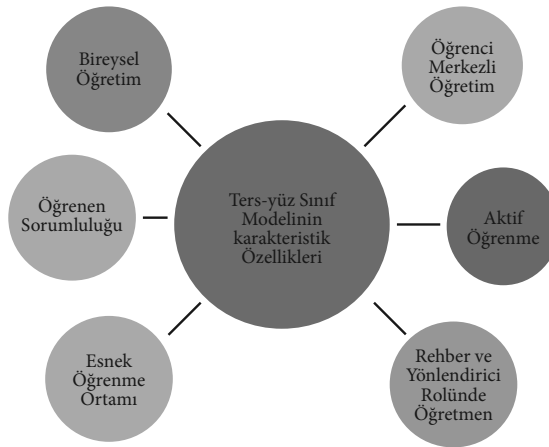 Bireysel
Öğretim
Öğrenci
Merkezli
Öğretim
Öğrenen
Sorumluluğu
Ters-yüz Sınıf
Modelinin
karakteristik
Özellikleri
Aktif
Öğrenme
Esnek
Öğrenme
Ortamı
Rehber ve
Yönlendirici
Rolünde
Öğretmen